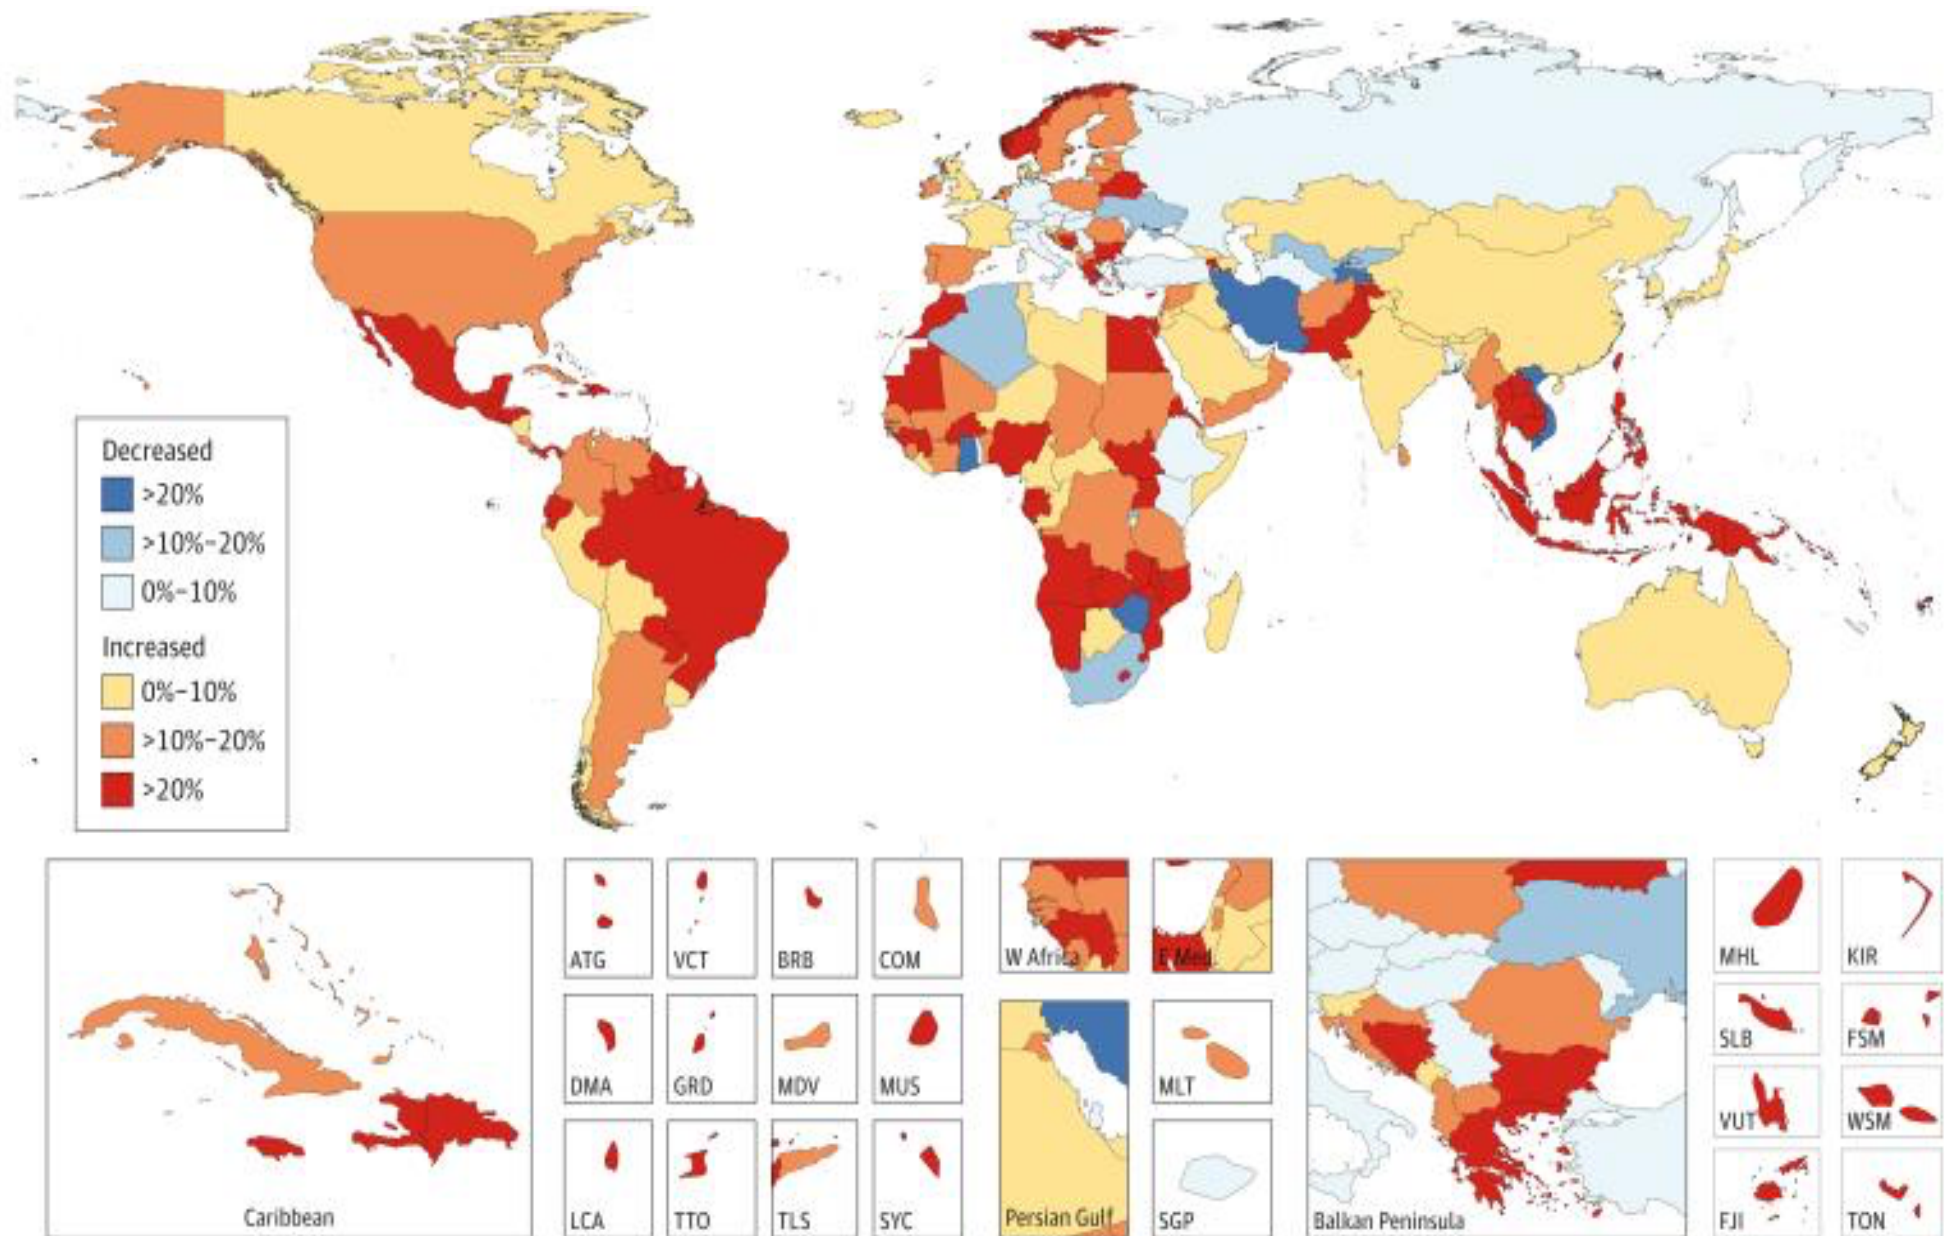 Decreased
>20%
>10%–20%
0%–10%
Increased
0%–10%
>10%–20%
>20%
Caribbean
ATG
VCT
BRB
COM
DMA
GRD
MDV
MUS
LCA
TTO
TLS
SYC
W Africa
E Med.
Persian Gulf
MLT
SGP
Balkan Peninsula
MHL
KIR
SLB
FSM
VUT
WSM
FJI
TON